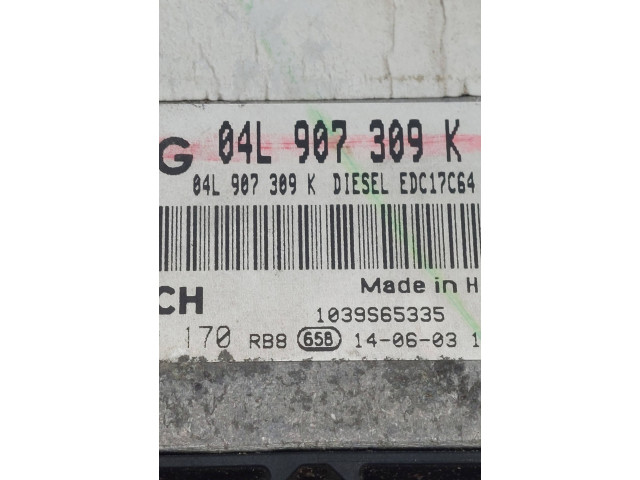 G 04L 907 309 K
04L 907 309 K DIESEL EDC17C64
CH Made in H
1039S65335
170 RB8 658 14-06-03 1